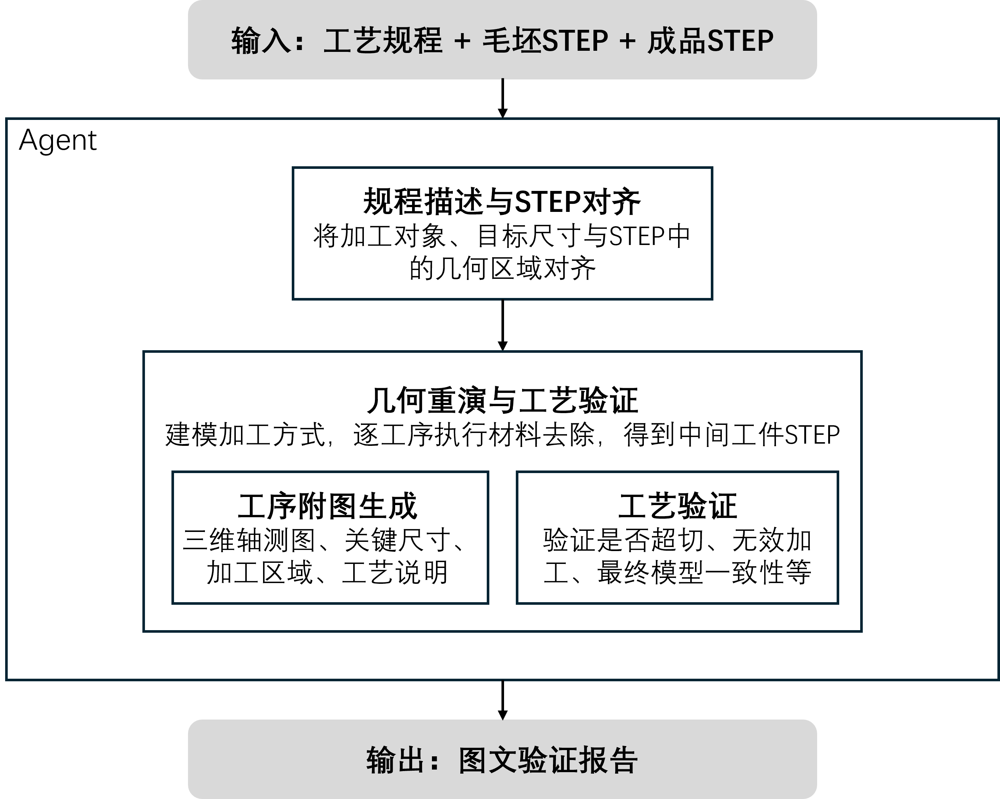 输入：工艺规程 + 毛坯STEP + 成品STEP
Agent
规程描述与STEP对齐
将加工对象、目标尺寸与STEP中
的几何区域对齐
几何重演与工艺验证
建模加工方式，逐工序执行材料去除，得到中间工件STEP
工序附图生成
三维轴测图、关键尺寸、
加工区域、工艺说明
工艺验证
验证是否超切、无效加
工、最终模型一致性等
输出：图文验证报告